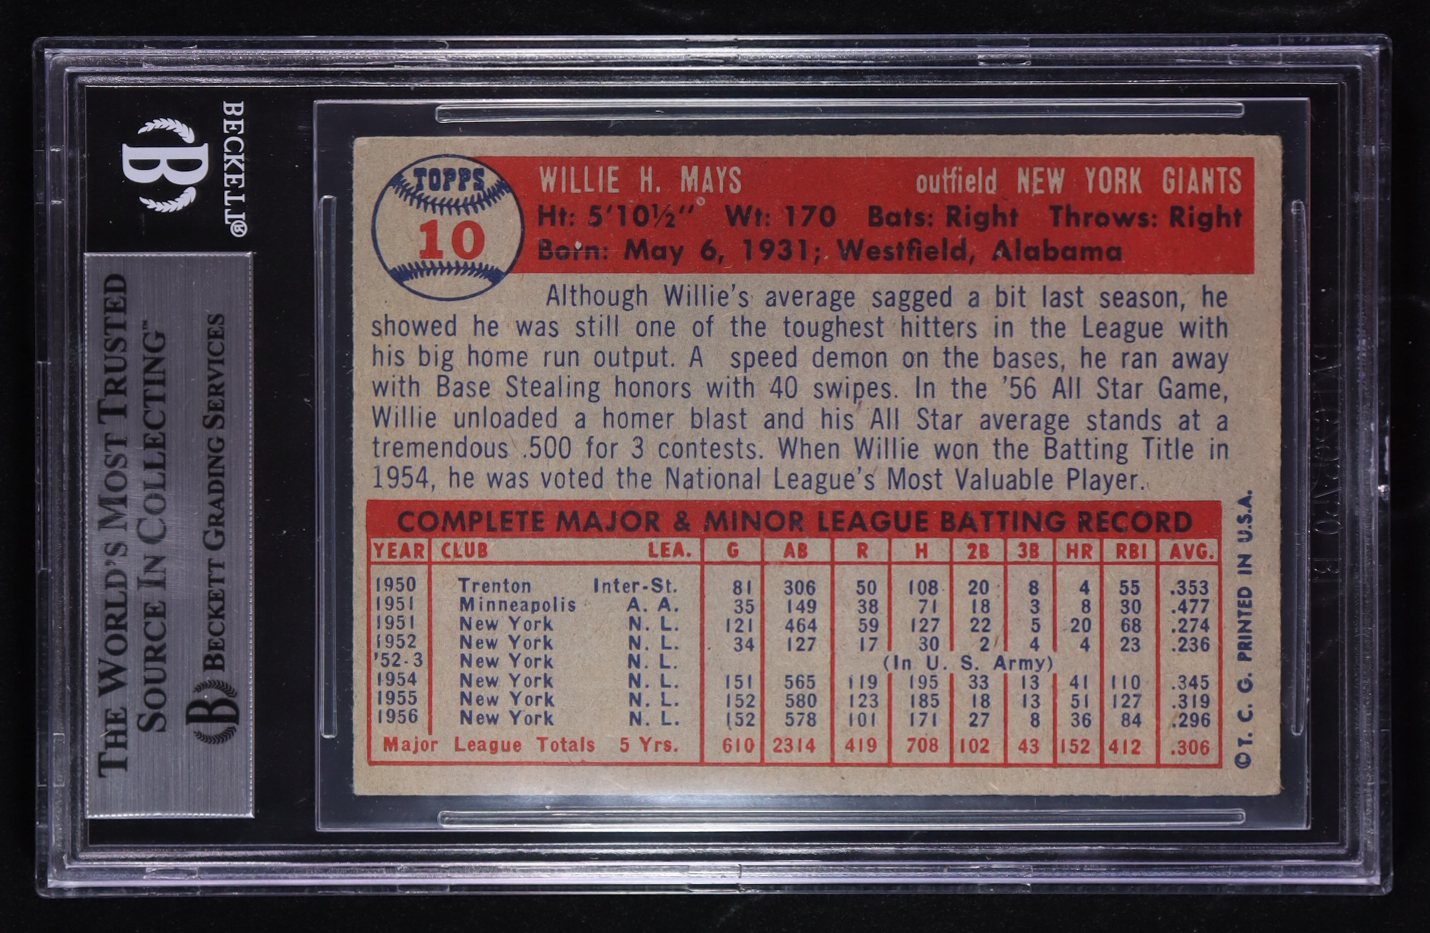 BECKETT®
B
THE WORLD'S MOST TRUSTED
SOURCE IN COLLECTING™
B BECKETT GRADING SERVICES
TOPPS
10
WILLIE H. MAYS outfield NEW YORK GIANTS
Ht: 5'10½" Wt: 170 Bats: Right Throws: Right
Born: May 6, 1931; Westfield, Alabama
Although Willie's average sagged a bit last season, he
showed he was still one of the toughest hitters in the League with
his big home run output. A speed demon on the bases, he ran away
with Base Stealing honors with 40 swipes. In the '56 All Star Game,
Willie unloaded a homer blast and his All Star average stands at a
tremendous .500 for 3 contests. When Willie won the Batting Title in
1954, he was voted the National League's Most Valuable Player.
COMPLETE MAJOR & MINOR LEAGUE BATTING RECORD
YEAR CLUB LEA. G AB R H 2B 3B HR RBI AVG.
1950 Trenton Inter-St. 81 306 50 108 20 8 4 55 .353
1951 Minneapolis A. A. 35 149 38 71 18 3 8 30 .477
1951 New York N. L. 121 464 59 127 22 5 20 68 .274
1952 New York N. L. 34 127 17 30 2 4 4 23 .236
'52-3 New York N. L. (In U. S. Army)
1954 New York N. L. 151 565 119 195 33 13 41 110 .345
1955 New York N. L. 152 580 123 185 18 13 51 127 .319
1956 New York N. L. 152 578 101 171 27 8 36 84 .296
Major League Totals 5 Yrs. 610 2314 419 708 102 43 152 412 .306
©T. C. G. PRINTED IN U.S.A.